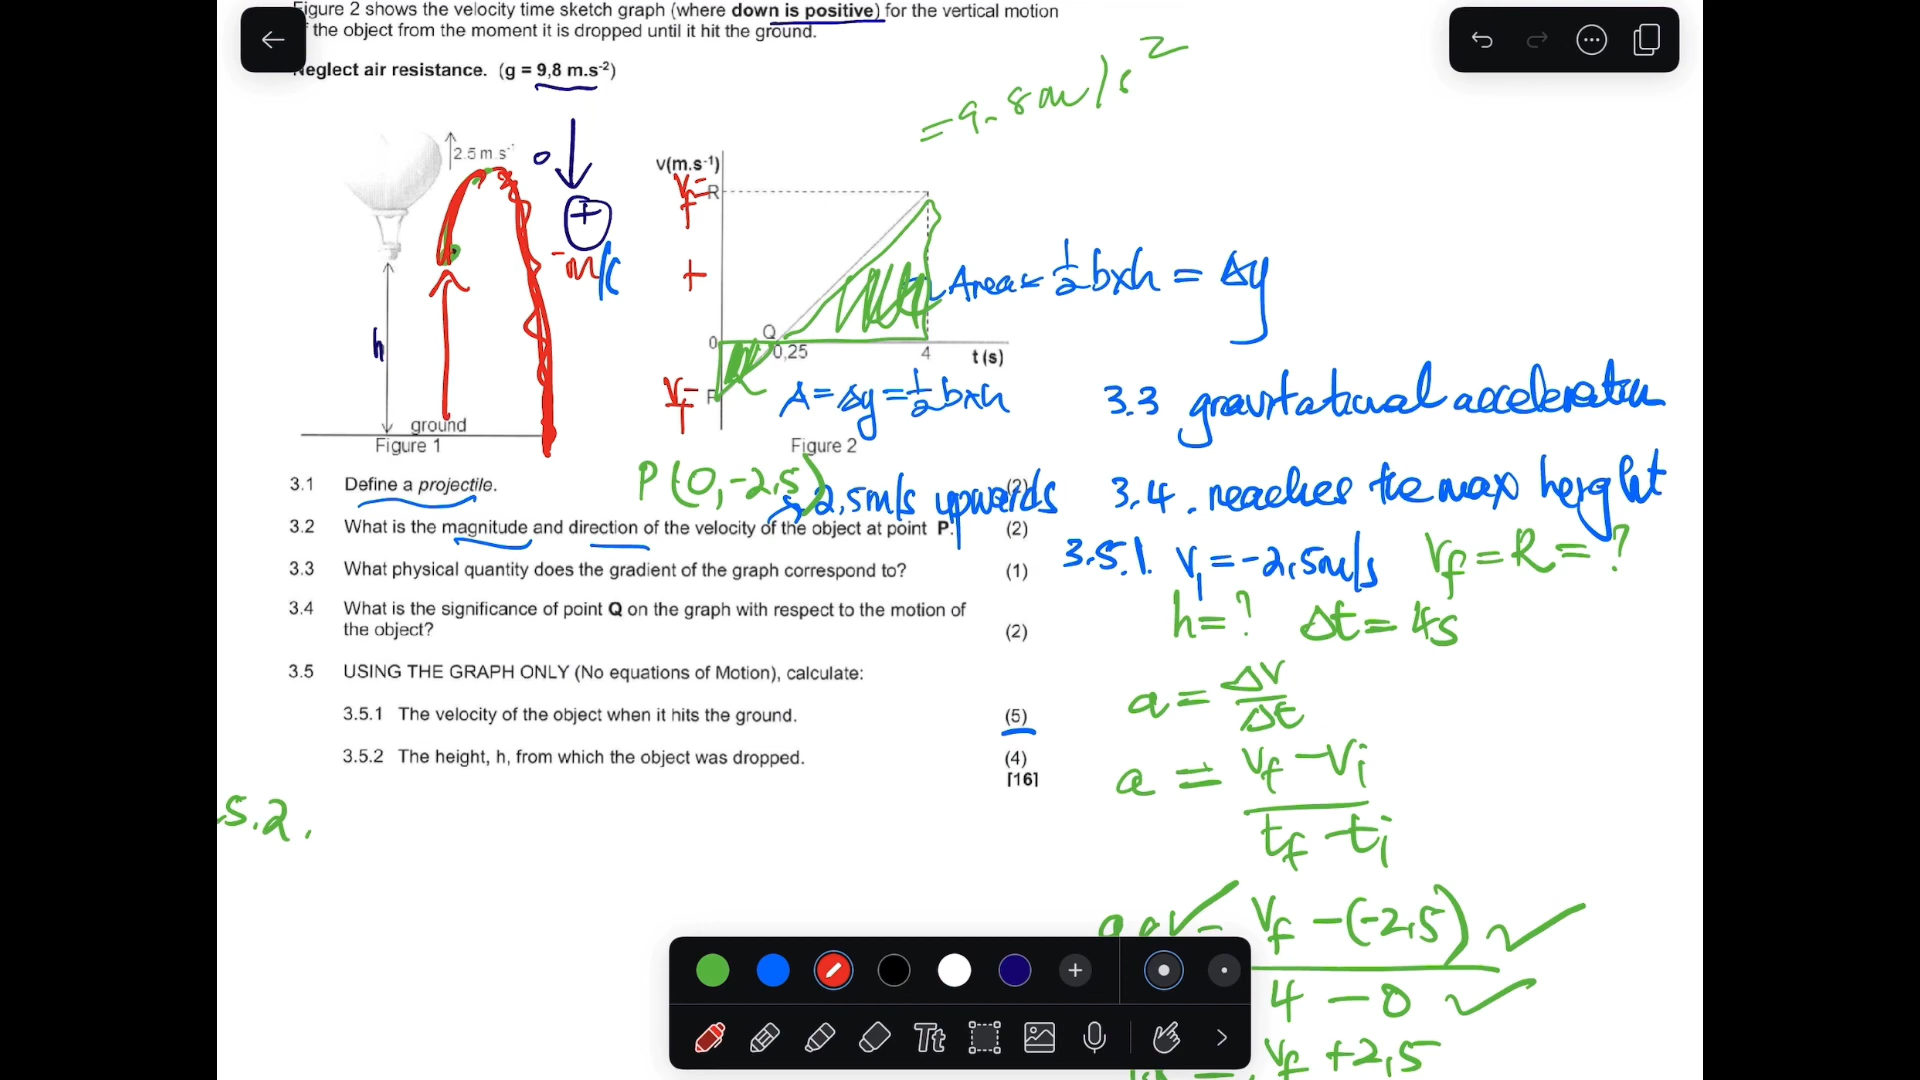 Figure 2 shows the velocity time sketch graph (where down is positive) for the vertical motion
the object from the moment it is dropped until it hit the ground.
Neglect air resistance. (g = 9,8 m.s⁻²)
= 9.8m/s²
2.5 m.s⁻¹
0
+
-m/s
h
ground
Figure 1
v(m.s⁻¹)
Vf = R
+
0
Q
0,25
4
t (s)
Vi = P
Area = ½ b×h = Δy
A = Δy = ½ b×h
Figure 2
P(0, -2,5)
2,5m/s upwards
3.1 Define a projectile. (2)
3.2 What is the magnitude and direction of the velocity of the object at point P. (2)
3.3 What physical quantity does the gradient of the graph correspond to? (1)
3.4 What is the significance of point Q on the graph with respect to the motion of
the object? (2)
3.5 USING THE GRAPH ONLY (No equations of Motion), calculate:
3.5.1 The velocity of the object when it hits the ground. (5)
3.5.2 The height, h, from which the object was dropped. (4)
[16]
5.2.
3.3 gravitational acceleration
3.4. reaches the max height
3.5.1. Vi = -2,5m/s Vf = R = ?
h = ? Δt = 4s
a = ΔV/Δt
a = Vf - Vi
tf - ti
Vf - (-2,5)
4 - 0
Vf + 2,5
Tt